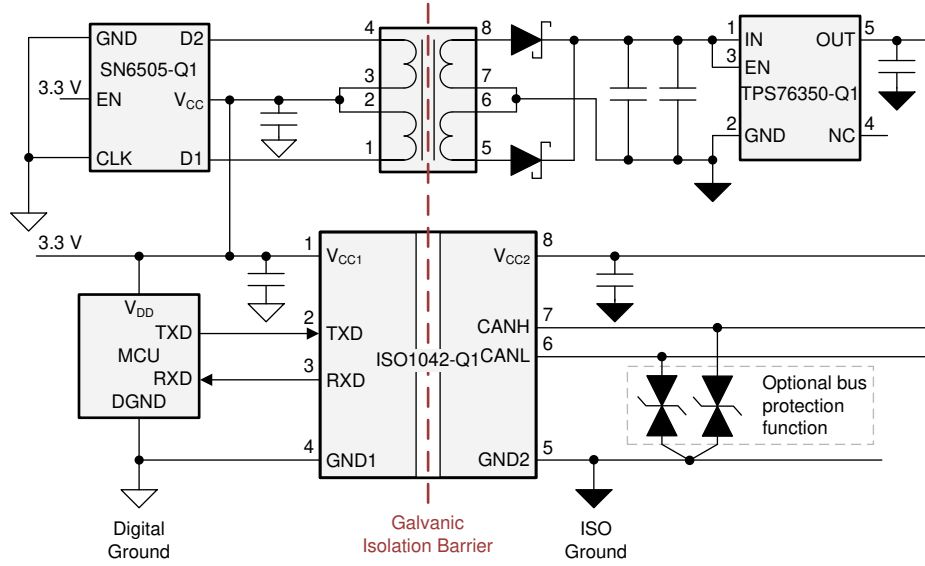 GND
D2
4
8
1
IN
OUT
5
SN6505-Q1
3
EN
3.3 V
EN
VCC
3
7
TPS76350-Q1
2
6
2
GND
NC
4
CLK
D1
1
5
3.3 V
1
VCC1
VCC2
8
VDD
TXD
2
TXD
CANH
7
MCU
ISO1042-Q1
CANL
6
RXD
3
RXD
DGND
Optional bus
protection
function
4
GND1
GND2
5
Digital
Ground
Galvanic
Isolation Barrier
ISO
Ground